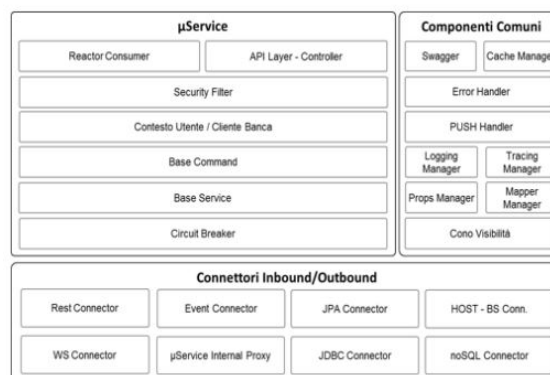 µService
Reactor Consumer
API Layer - Controller
Security Filter
Contesto Utente / Cliente Banca
Base Command
Base Service
Circuit Breaker
Componenti Comuni
Swagger
Cache Manage
Error Handler
PUSH Handler
Logging
Manager
Tracing
Manager
Props Manager
Mapper
Manager
Cono Visibilità
Connettori Inbound/Outbound
Rest Connector
Event Connector
JPA Connector
HOST - BS Conn.
WS Connector
µService Internal Proxy
JDBC Connector
noSQL Connector